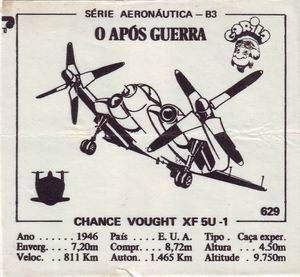 SÉRIE AERONÁUTICA - B3
O APÓS GUERRA
629
CHANCE VOUGHT XF 5U -1
Ano ...... 1946 País .... E. U. A. Tipo . Caça exper.
Enverg.... 7,20m Compr.... 8,72m Altura .... 4.50m
Veloc. .. 811 Km Auton. 1.465 Km Altitude . 9.750m